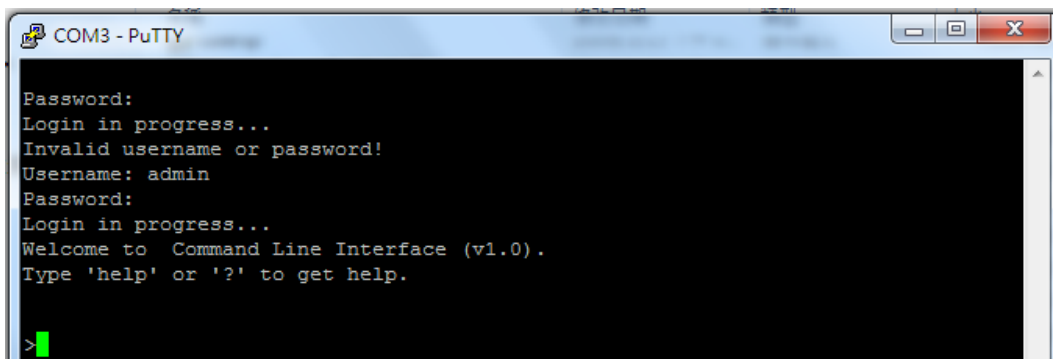 COM3 - PuTTY
Password:
Login in progress...
Invalid username or password!
Username: admin
Password:
Login in progress...
Welcome to  Command Line Interface (v1.0).
Type 'help' or '?' to get help.
>